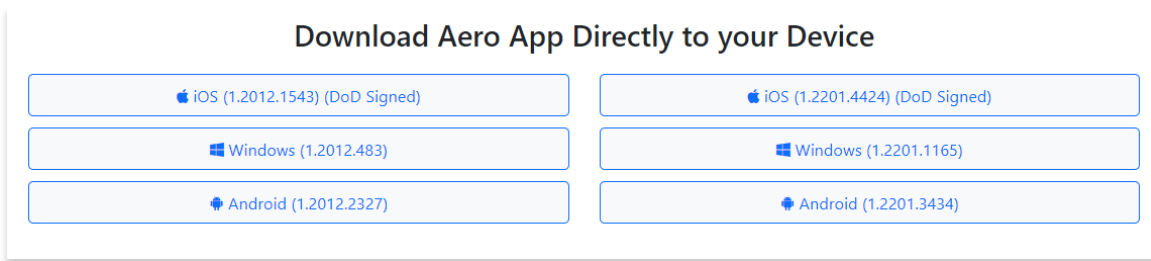 Download Aero App Directly to your Device
iOS (1.2012.1543) (DoD Signed)
iOS (1.2201.4424) (DoD Signed)
Windows (1.2012.483)
Windows (1.2201.1165)
Android (1.2012.2327)
Android (1.2201.3434)